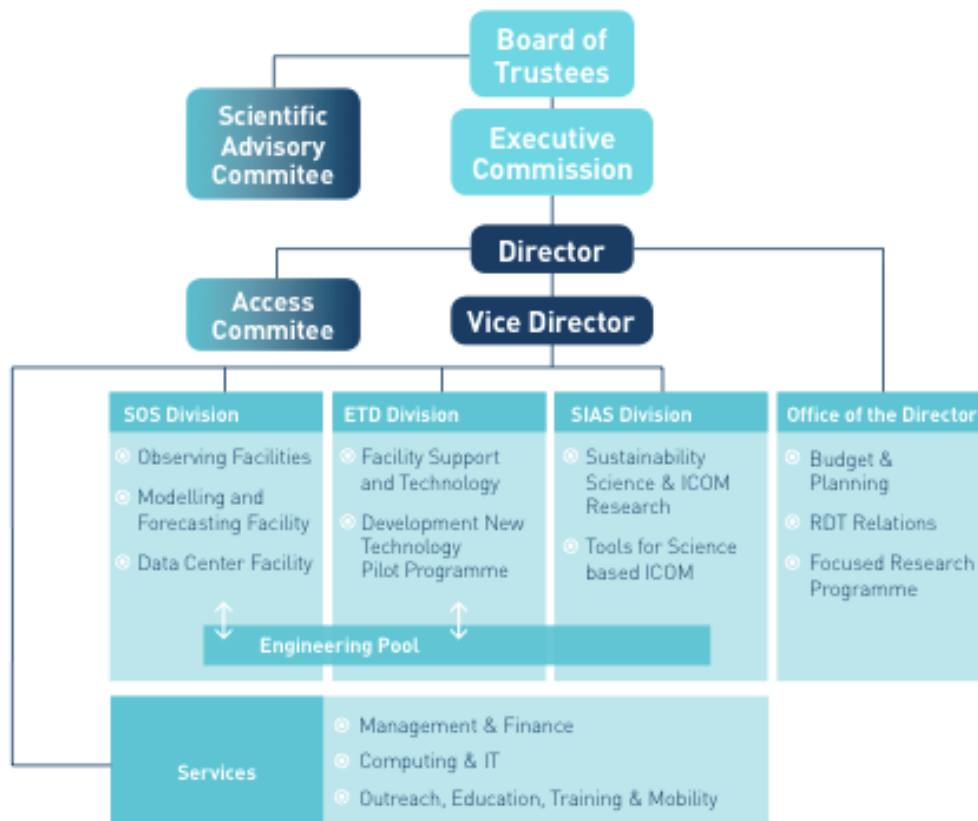 Board of
Trustees
Scientific
Advisory
Commitee
Executive
Commission
Director
Access
Commitee
Vice Director
SOS Division
Observing Facilities
Modelling and
Forecasting Facility
Data Center Facility
ETD Division
Facility Support
and Technology
Development New
Technology
Pilot Programme
SIAS Division
Sustainability
Science & ICOM
Research
Tools for Science
based ICOM
Office of the Director
Budget &
Planning
RDT Relations
Focused Research
Programme
Engineering Pool
Services
Management & Finance
Computing & IT
Outreach, Education, Training & Mobility